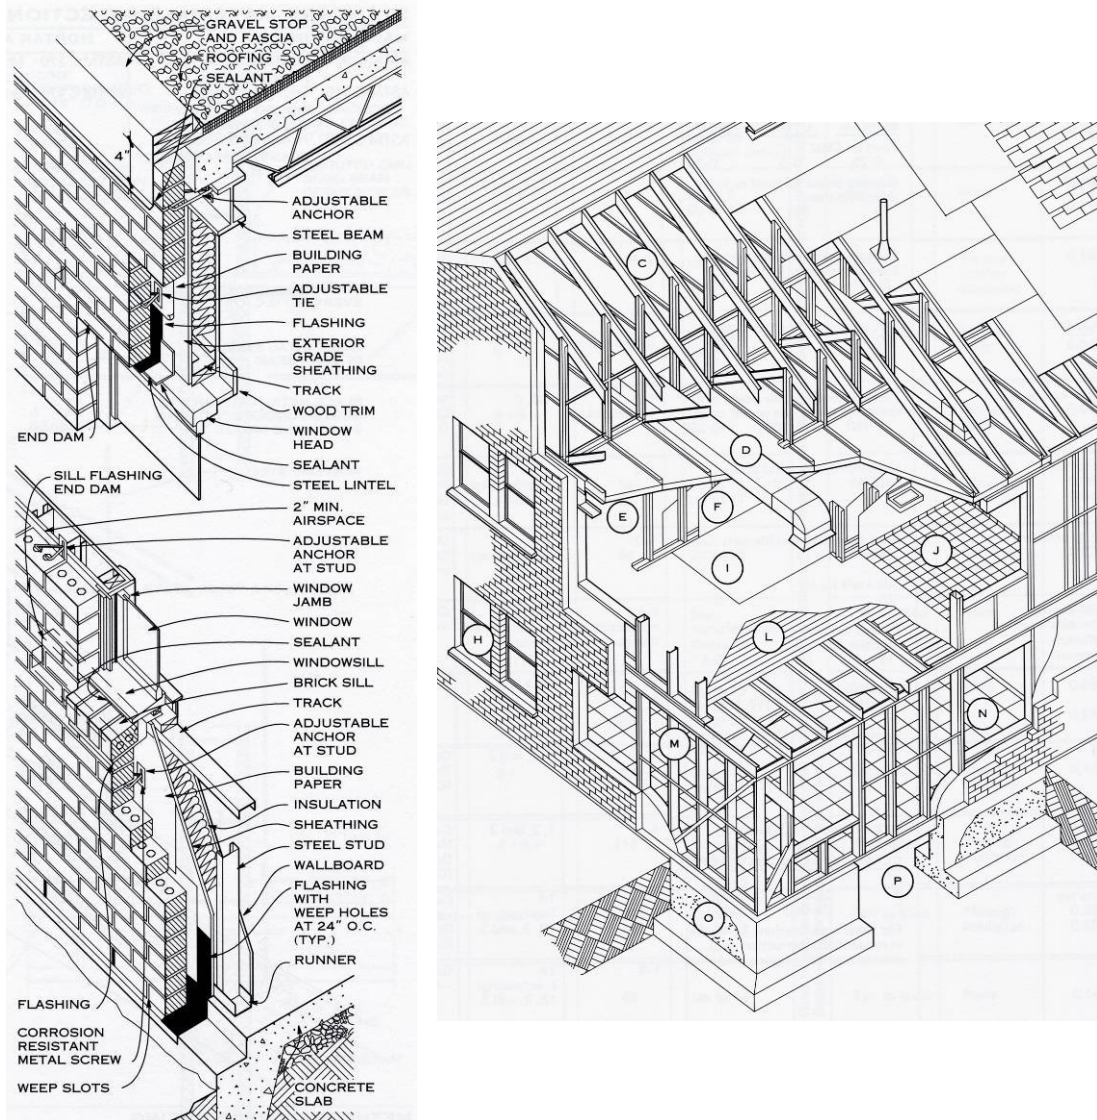 GRAVEL STOP
AND FASCIA
ROOFING
SEALANT
4"
ADJUSTABLE
ANCHOR
STEEL BEAM
BUILDING
PAPER
ADJUSTABLE
TIE
FLASHING
EXTERIOR
GRADE
SHEATHING
TRACK
WOOD TRIM
WINDOW
HEAD
SEALANT
STEEL LINTEL
END DAM
SILL FLASHING
END DAM
2" MIN.
AIRSPACE
ADJUSTABLE
ANCHOR
AT STUD
WINDOW
JAMB
WINDOW
SEALANT
WINDOWSILL
BRICK SILL
TRACK
ADJUSTABLE
ANCHOR
AT STUD
BUILDING
PAPER
INSULATION
SHEATHING
STEEL STUD
WALLBOARD
FLASHING
WITH
WEEP HOLES
AT 24" O.C.
(TYP.)
RUNNER
FLASHING
CORROSION
RESISTANT
METAL SCREW
WEEP SLOTS
CONCRETE
SLAB
C
D
E
F
I
J
H
L
M
N
O
P